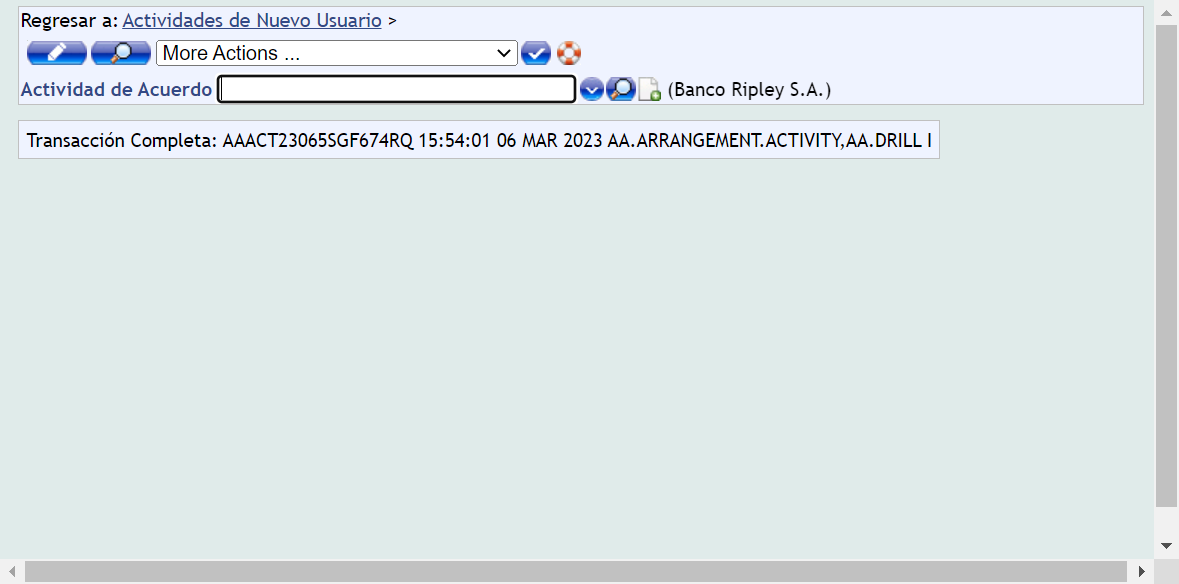 Regresar a: Actividades de Nuevo Usuario >
More Actions ...
Actividad de Acuerdo (Banco Ripley S.A.)
Transacción Completa: AAACT23065SGF674RQ 15:54:01 06 MAR 2023 AA.ARRANGEMENT.ACTIVITY,AA.DRILL I